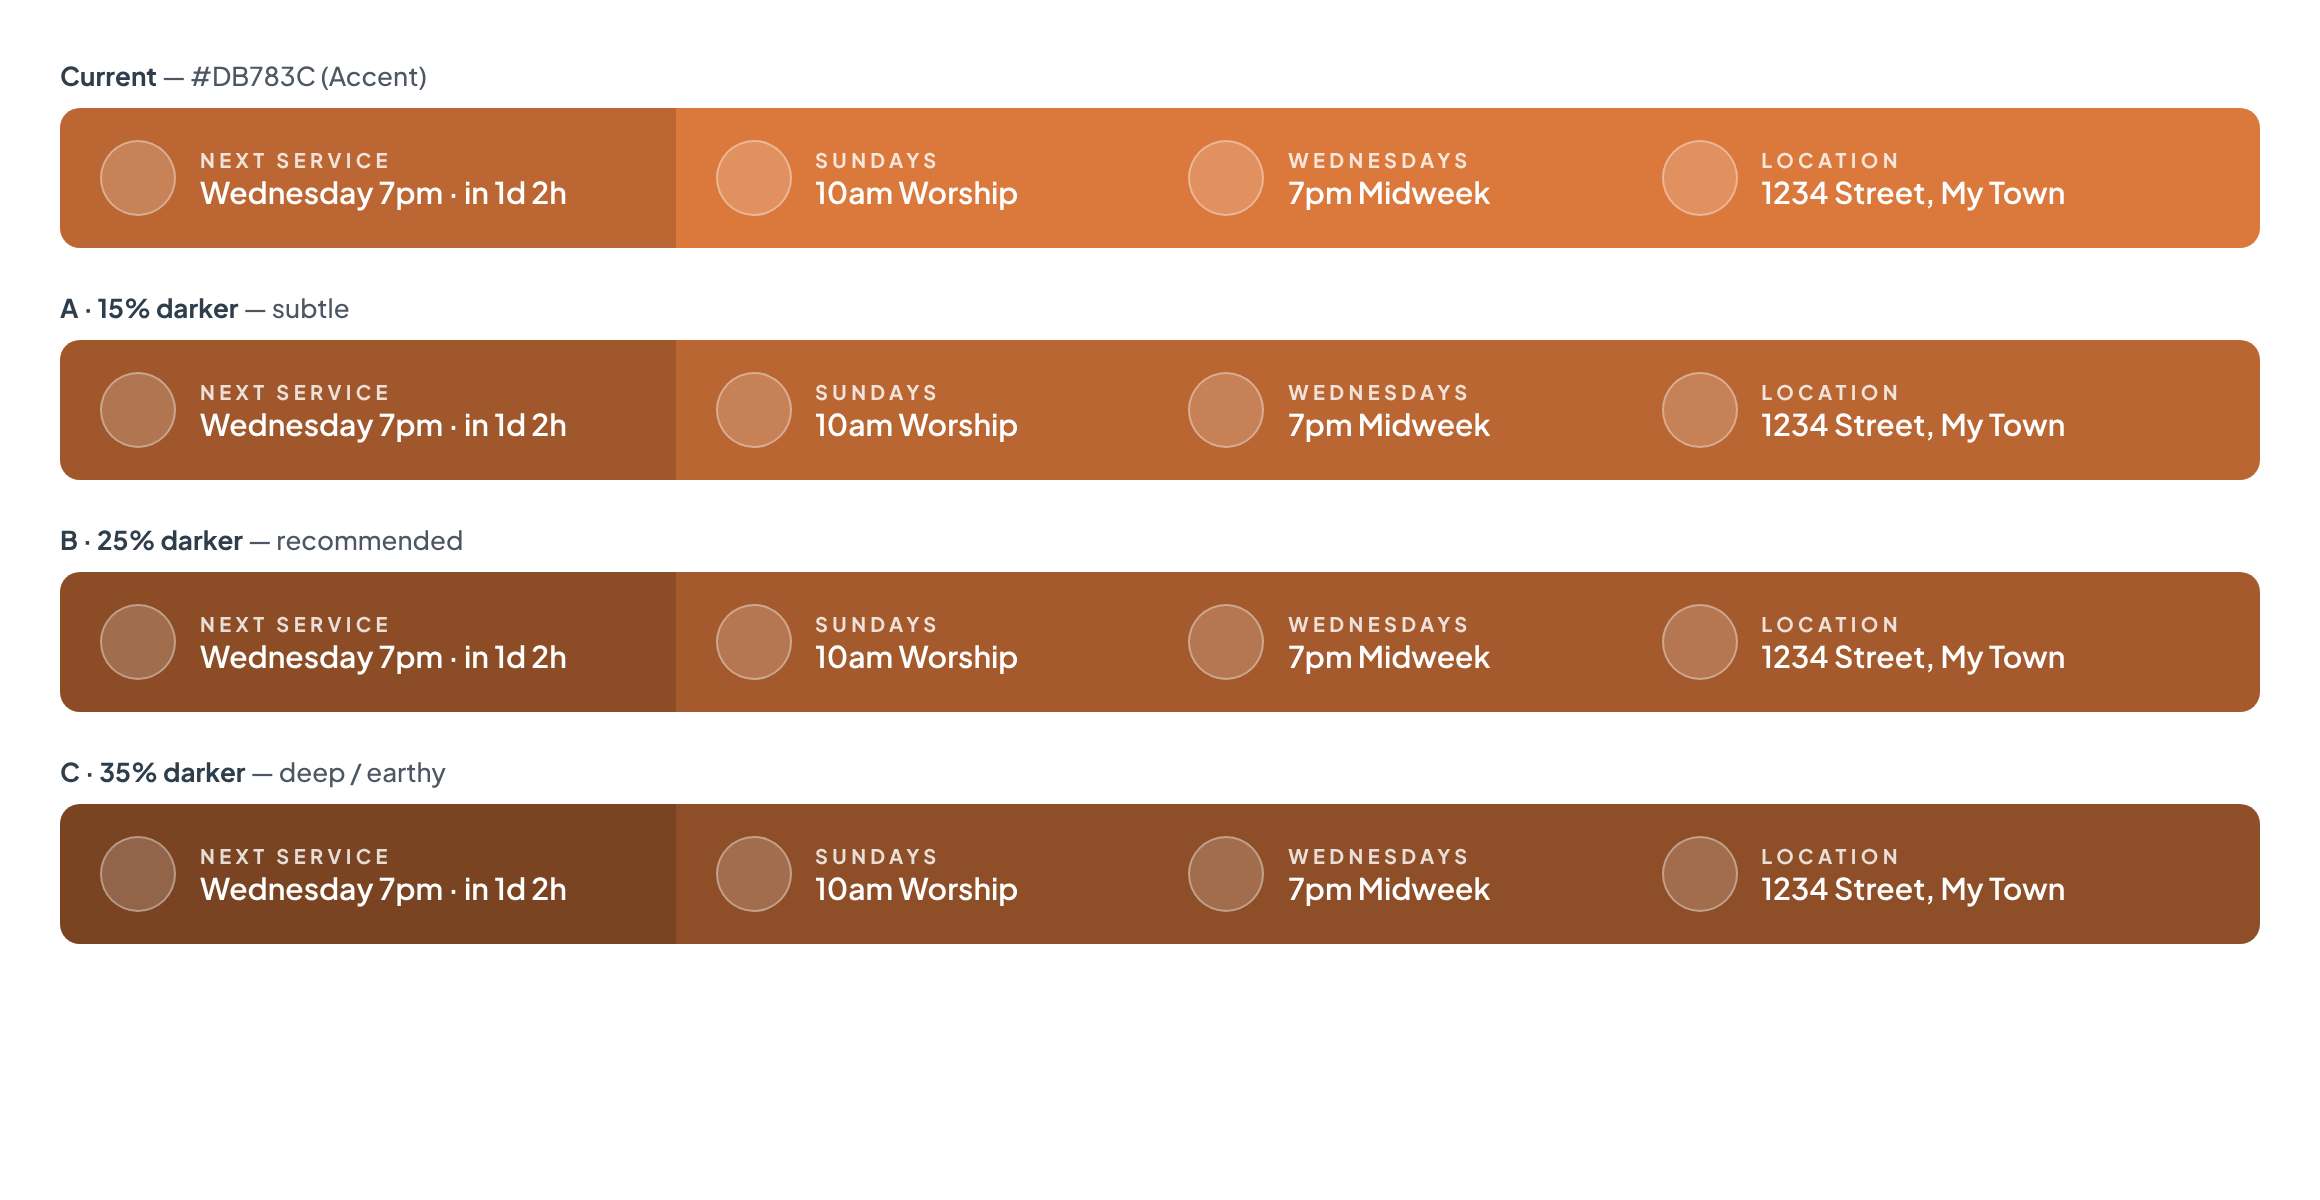 Current — #DB783C (Accent)
NEXT SERVICE
Wednesday 7pm · in 1d 2h
SUNDAYS
10am Worship
WEDNESDAYS
7pm Midweek
LOCATION
1234 Street, My Town
A · 15% darker — subtle
NEXT SERVICE
Wednesday 7pm · in 1d 2h
SUNDAYS
10am Worship
WEDNESDAYS
7pm Midweek
LOCATION
1234 Street, My Town
B · 25% darker — recommended
NEXT SERVICE
Wednesday 7pm · in 1d 2h
SUNDAYS
10am Worship
WEDNESDAYS
7pm Midweek
LOCATION
1234 Street, My Town
C · 35% darker — deep / earthy
NEXT SERVICE
Wednesday 7pm · in 1d 2h
SUNDAYS
10am Worship
WEDNESDAYS
7pm Midweek
LOCATION
1234 Street, My Town